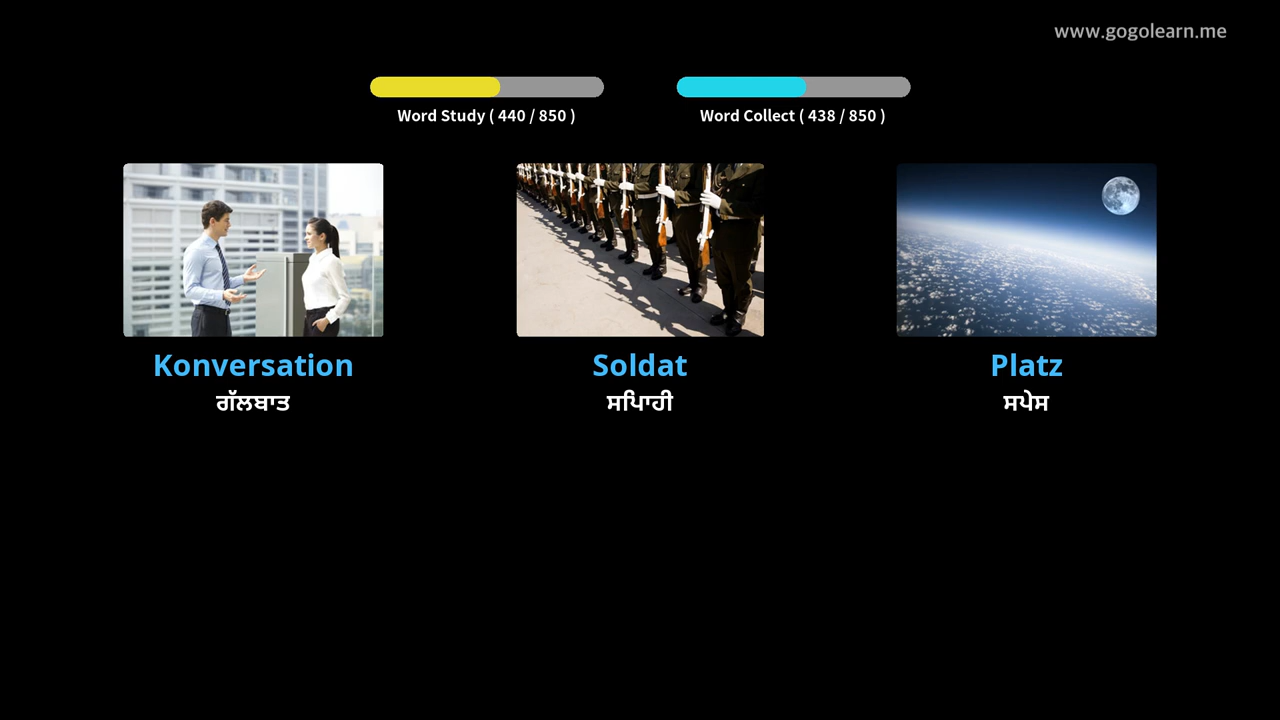 www.gogolearn.me
Word Study ( 440 / 850 )
Word Collect ( 438 / 850 )
Konversation
Soldat
Platz
ਗੱਲਬਾਤ
ਸਿਪਾਹੀ
ਸਪੇਸ